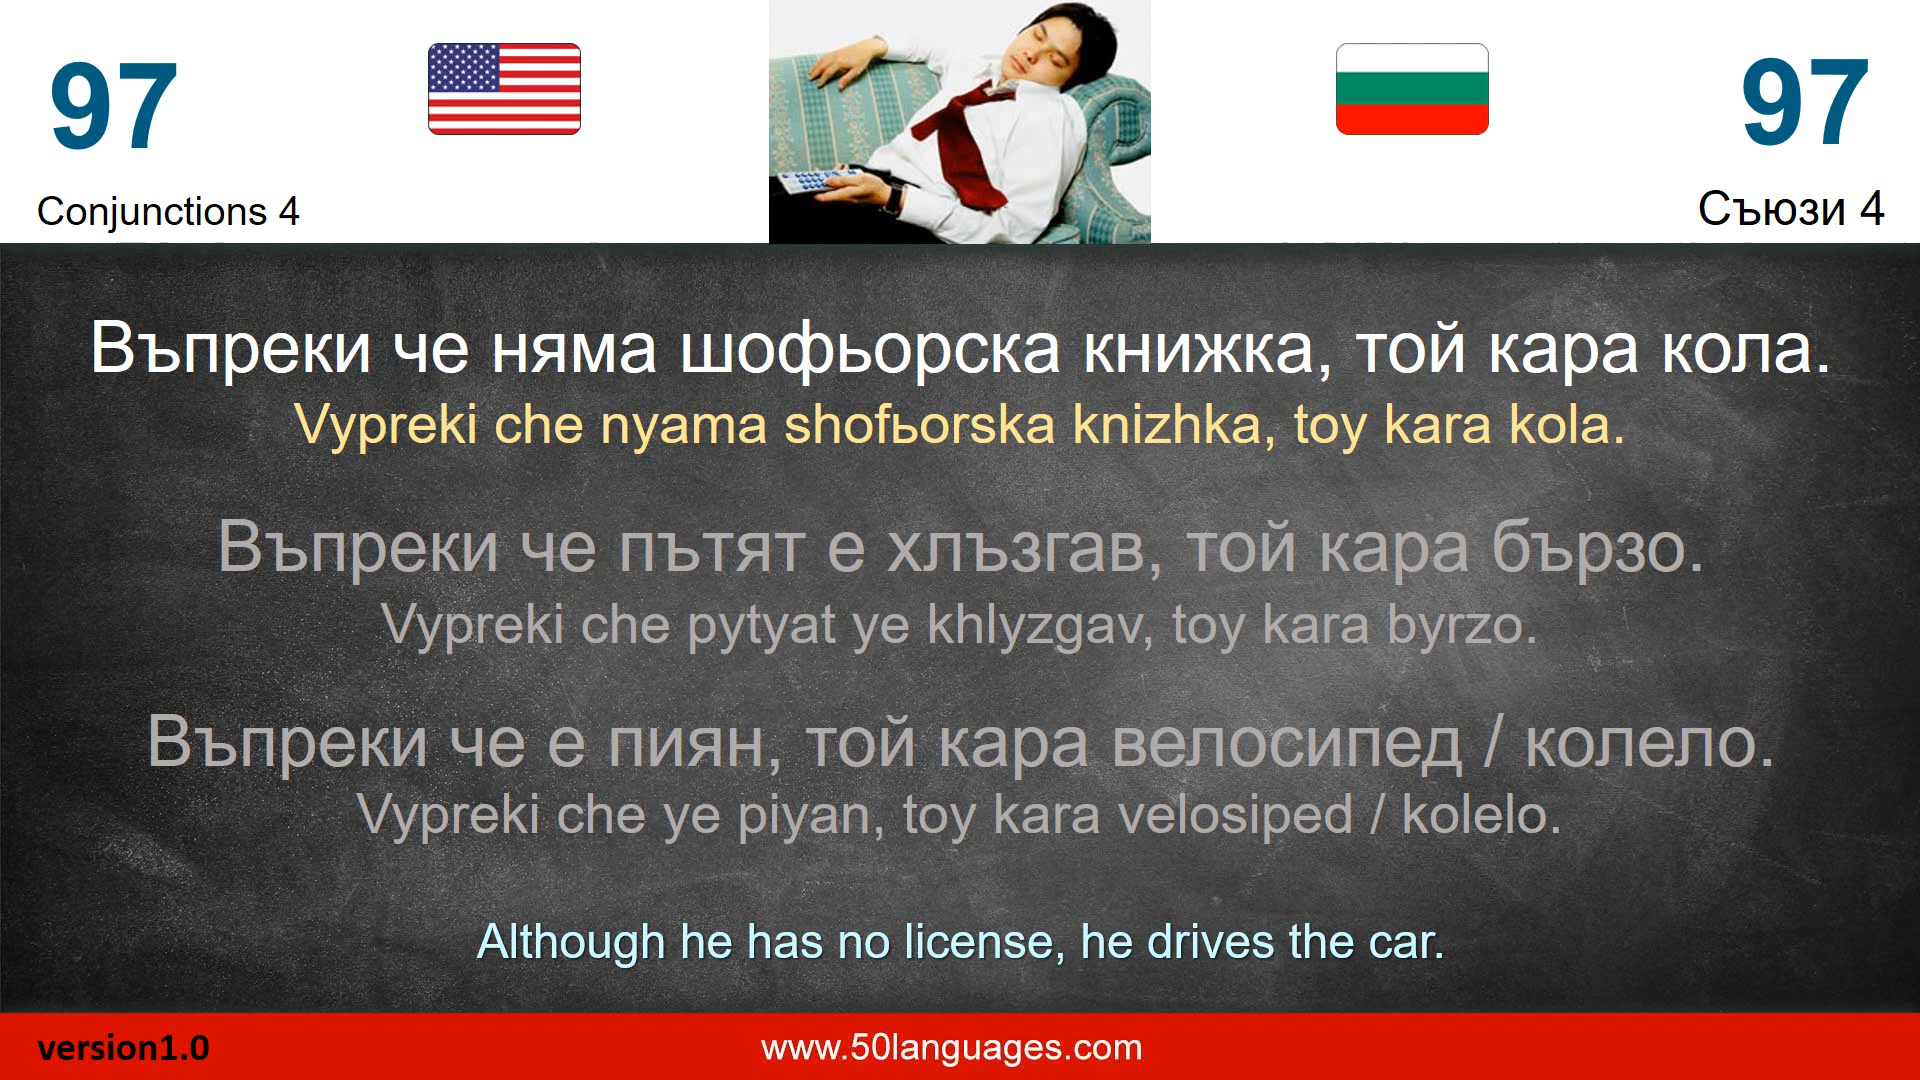 97
97
Conjunctions 4
Съюзи 4
Въпреки че няма шофьорска книжка, той кара кола.
Vypreki che nyama shofьorska knizhka, toy kara kola.
Въпреки че пътят е хлъзгав, той кара бързо.
Vypreki che pytyat ye khlyzgav, toy kara byrzo.
Въпреки че е пиян, той кара велосипед / колело.
Vypreki che ye piyan, toy kara velosiped / kolelo.
Although he has no license, he drives the car.
version1.0
www.50languages.com